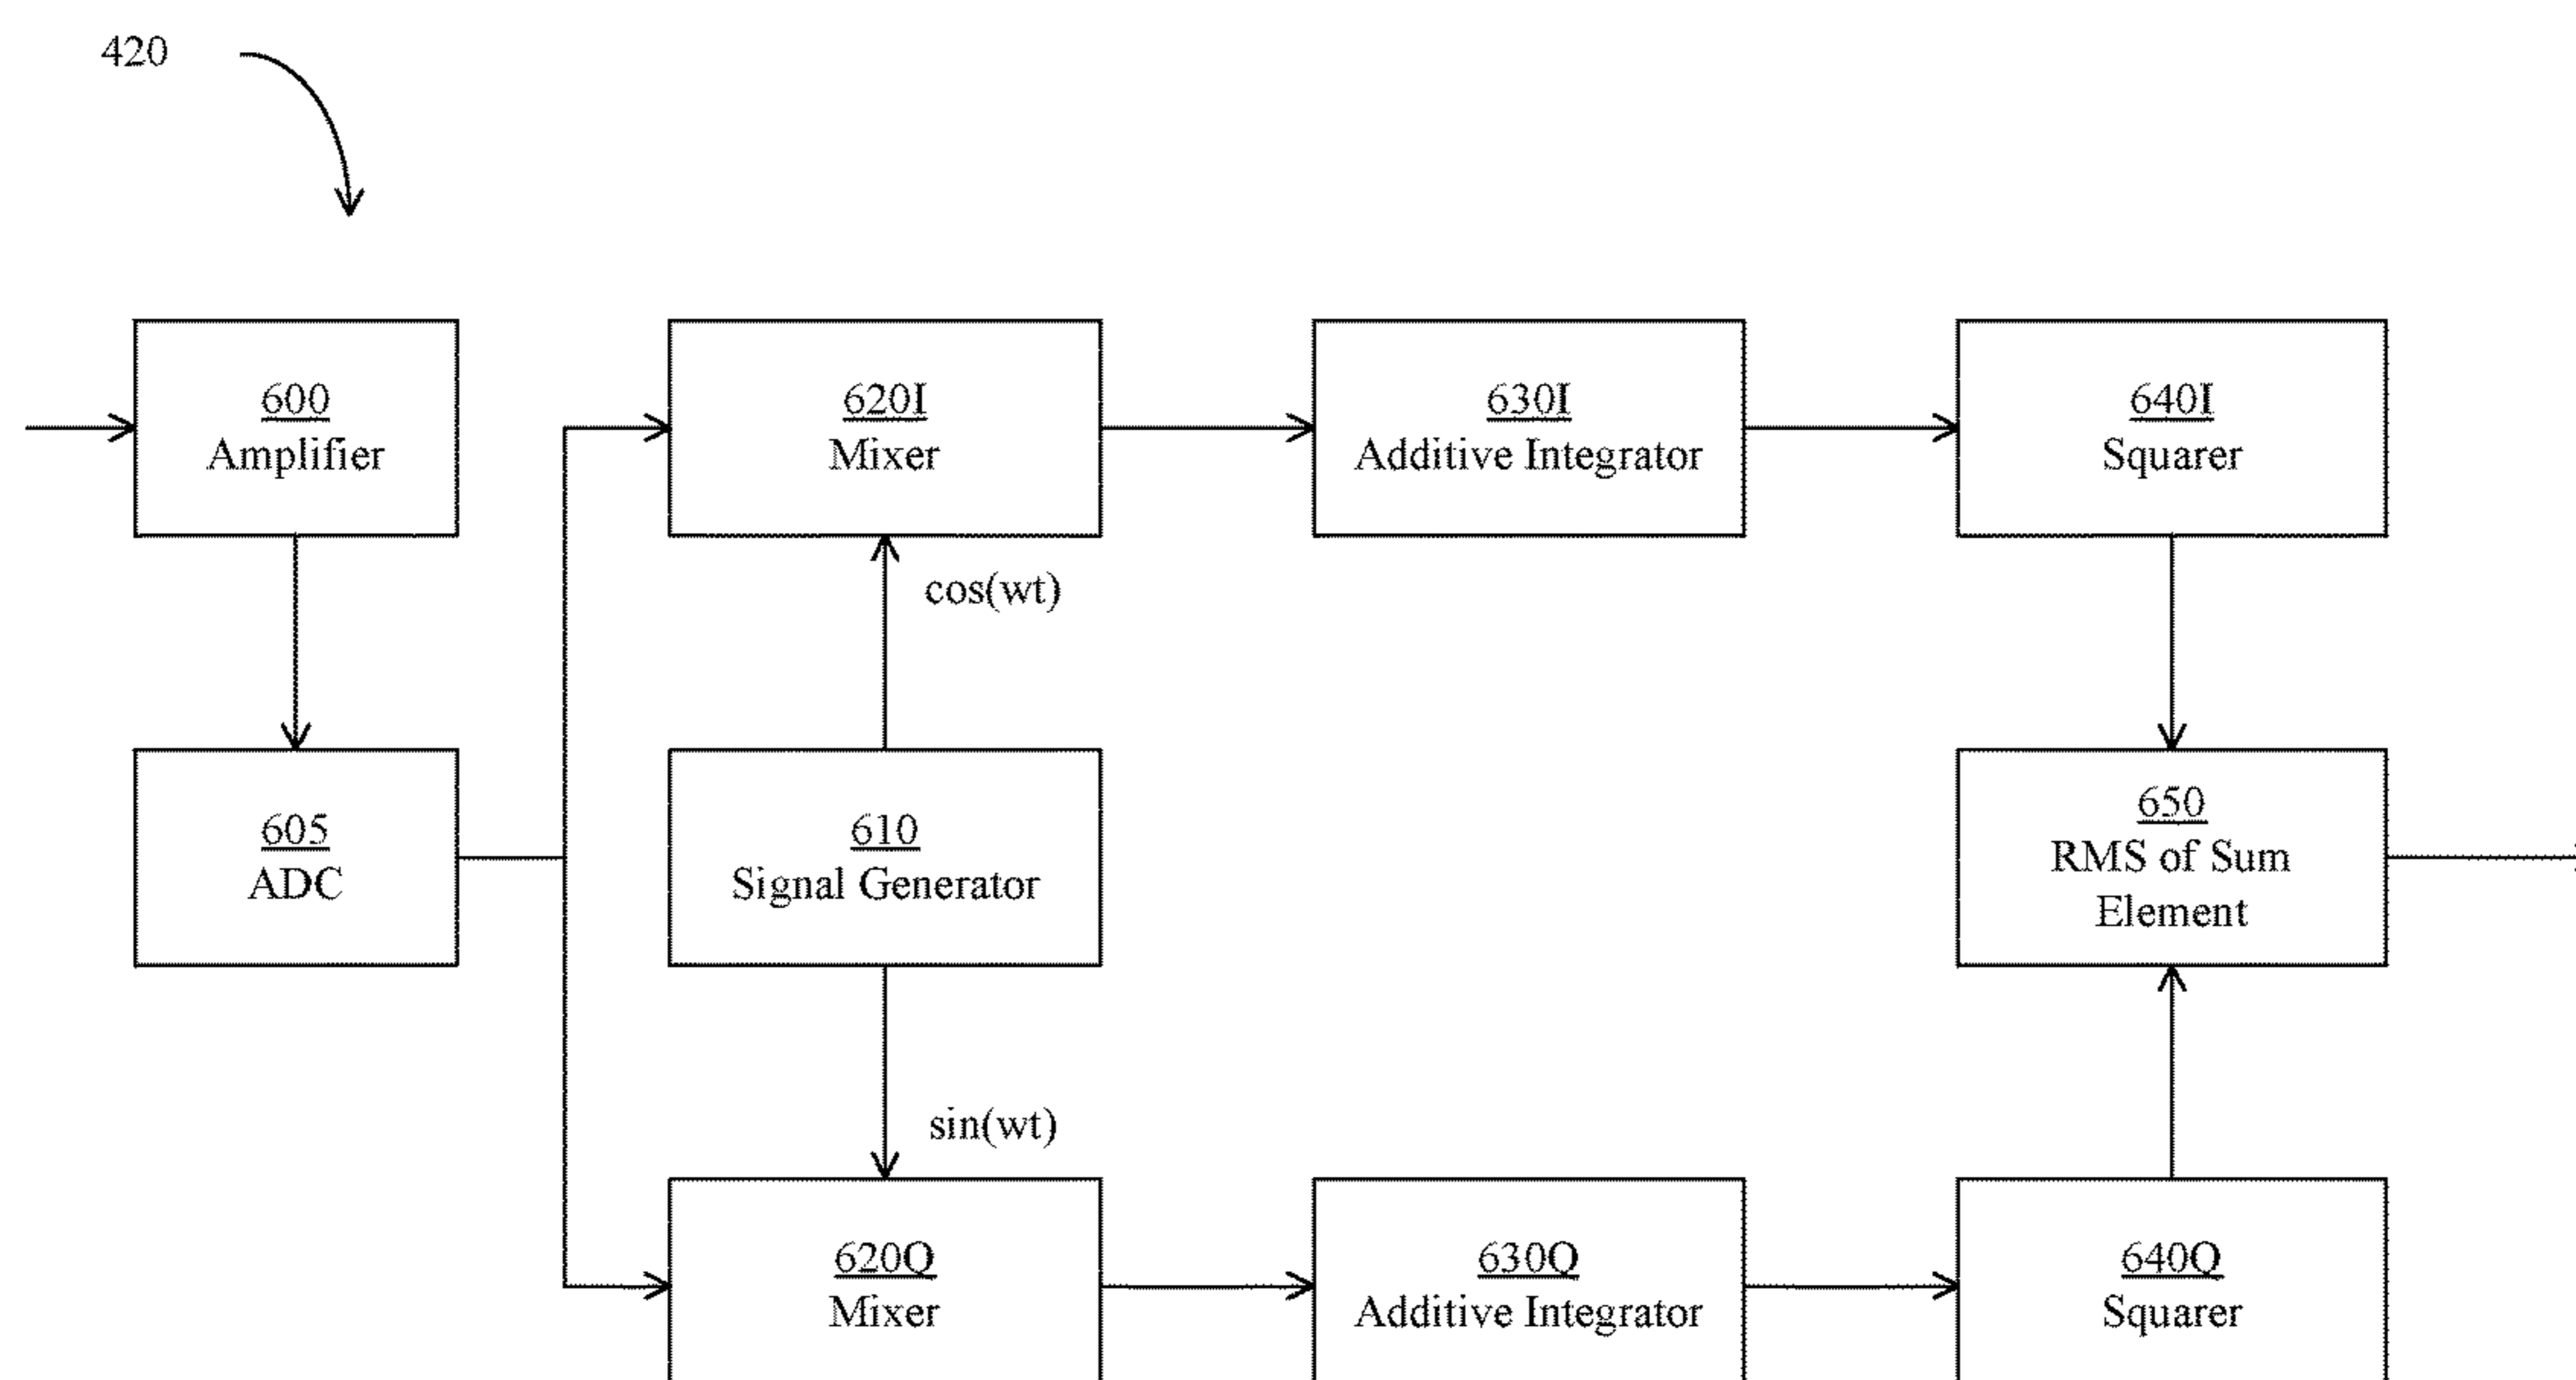 420
600
Amplifier
620I
Mixer
630I
Additive Integrator
640I
Squarer
cos(wt)
605
ADC
610
Signal Generator
650
RMS of Sum
Element
sin(wt)
620Q
Mixer
630Q
Additive Integrator
640Q
Squarer